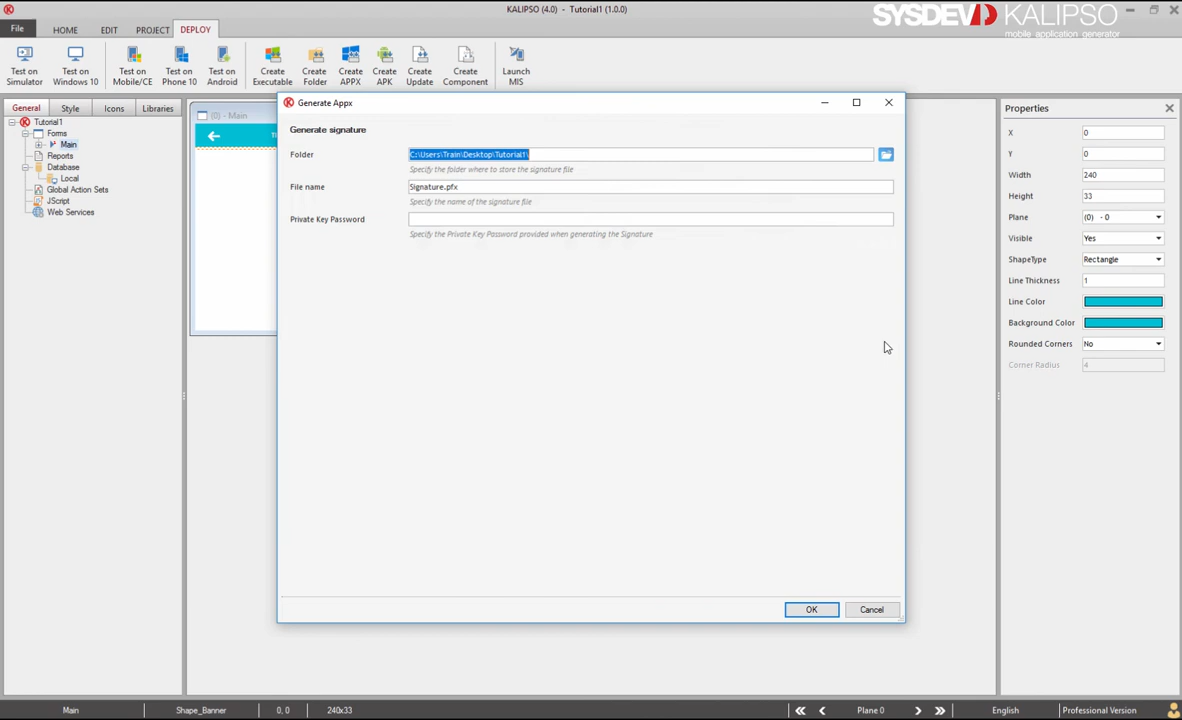 KALIPSO (4.0) - Tutorial1 (1.0.0)
SYSDEV KALIPSO
mobile application generator
File HOME EDIT PROJECT DEPLOY
Test on Simulator
Test on Windows 10
Test on Mobile/CE
Test on Phone 10
Test on Android
Create Executable
Create Folder
Create APPX
Create APK
Create Update
Create Component
Launch MIS
General Style Icons Libraries
Tutorial1
Forms
Main
Reports
Database
Local
Global Action Sets
JScript
Web Services
(0) - Main
Generate Appx
Generate signature
Folder C:\Users\Train\Desktop\Tutorial1\
Specify the folder where to store the signature file
File name Signature.pfx
Specify the name of the signature file
Private Key Password
Specify the Private Key Password provided when generating the Signature
OK Cancel
Properties
X 0
Y 0
Width 240
Height 33
Plane (0) - 0
Visible Yes
ShapeType Rectangle
Line Thickness 1
Line Color
Background Color
Rounded Corners No
Corner Radius 4
Main Shape_Banner 0, 0 240x33 Plane 0 English Professional Version